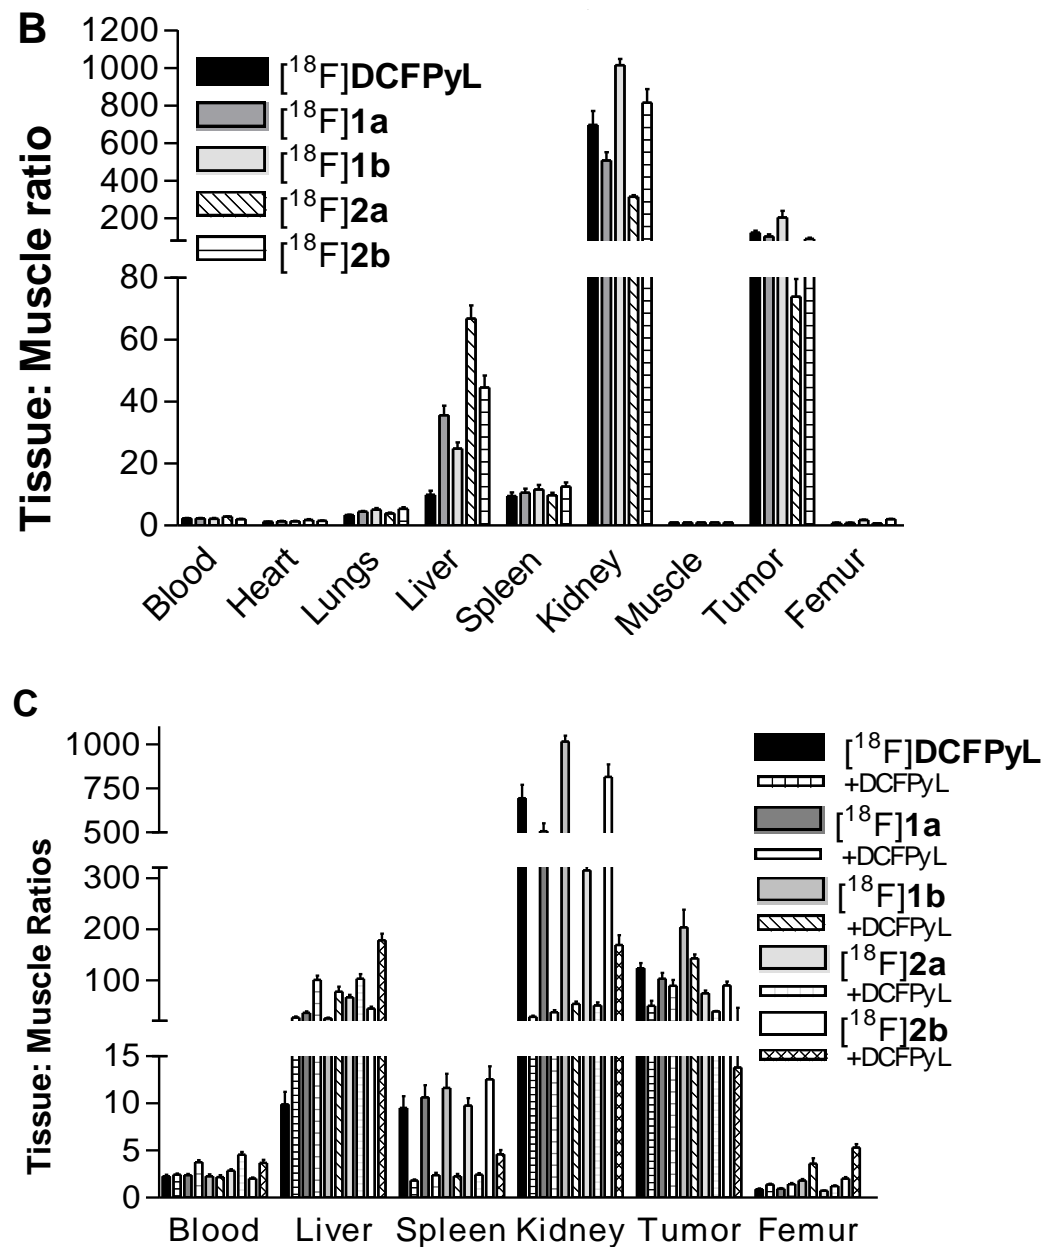 B
Tissue: Muscle ratio
1200
1000
800
600
400
200
80
60
40
20
0
[18F]DCFPyL
[18F]1a
[18F]1b
[18F]2a
[18F]2b
Blood Heart Lungs Liver Spleen Kidney Muscle Tumor Femur
C
Tissue: Muscle Ratios
1000
750
500
300
200
100
15
10
5
0
[18F]DCFPyL
+DCFPyL
[18F]1a
+DCFPyL
[18F]1b
+DCFPyL
[18F]2a
+DCFPyL
[18F]2b
+DCFPyL
Blood Liver Spleen Kidney Tumor Femur